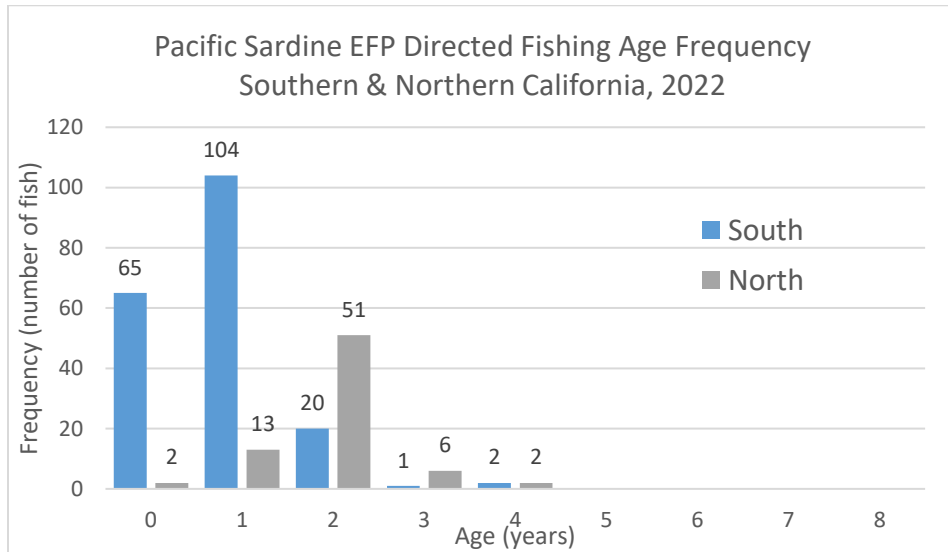 Pacific Sardine EFP Directed Fishing Age Frequency
Southern & Northern California, 2022
Frequency (number of fish)
120
100
80
60
40
20
0
65
2
104
13
20
51
1
6
2
2
South
North
0 1 2 3 4 5 6 7 8
Age (years)